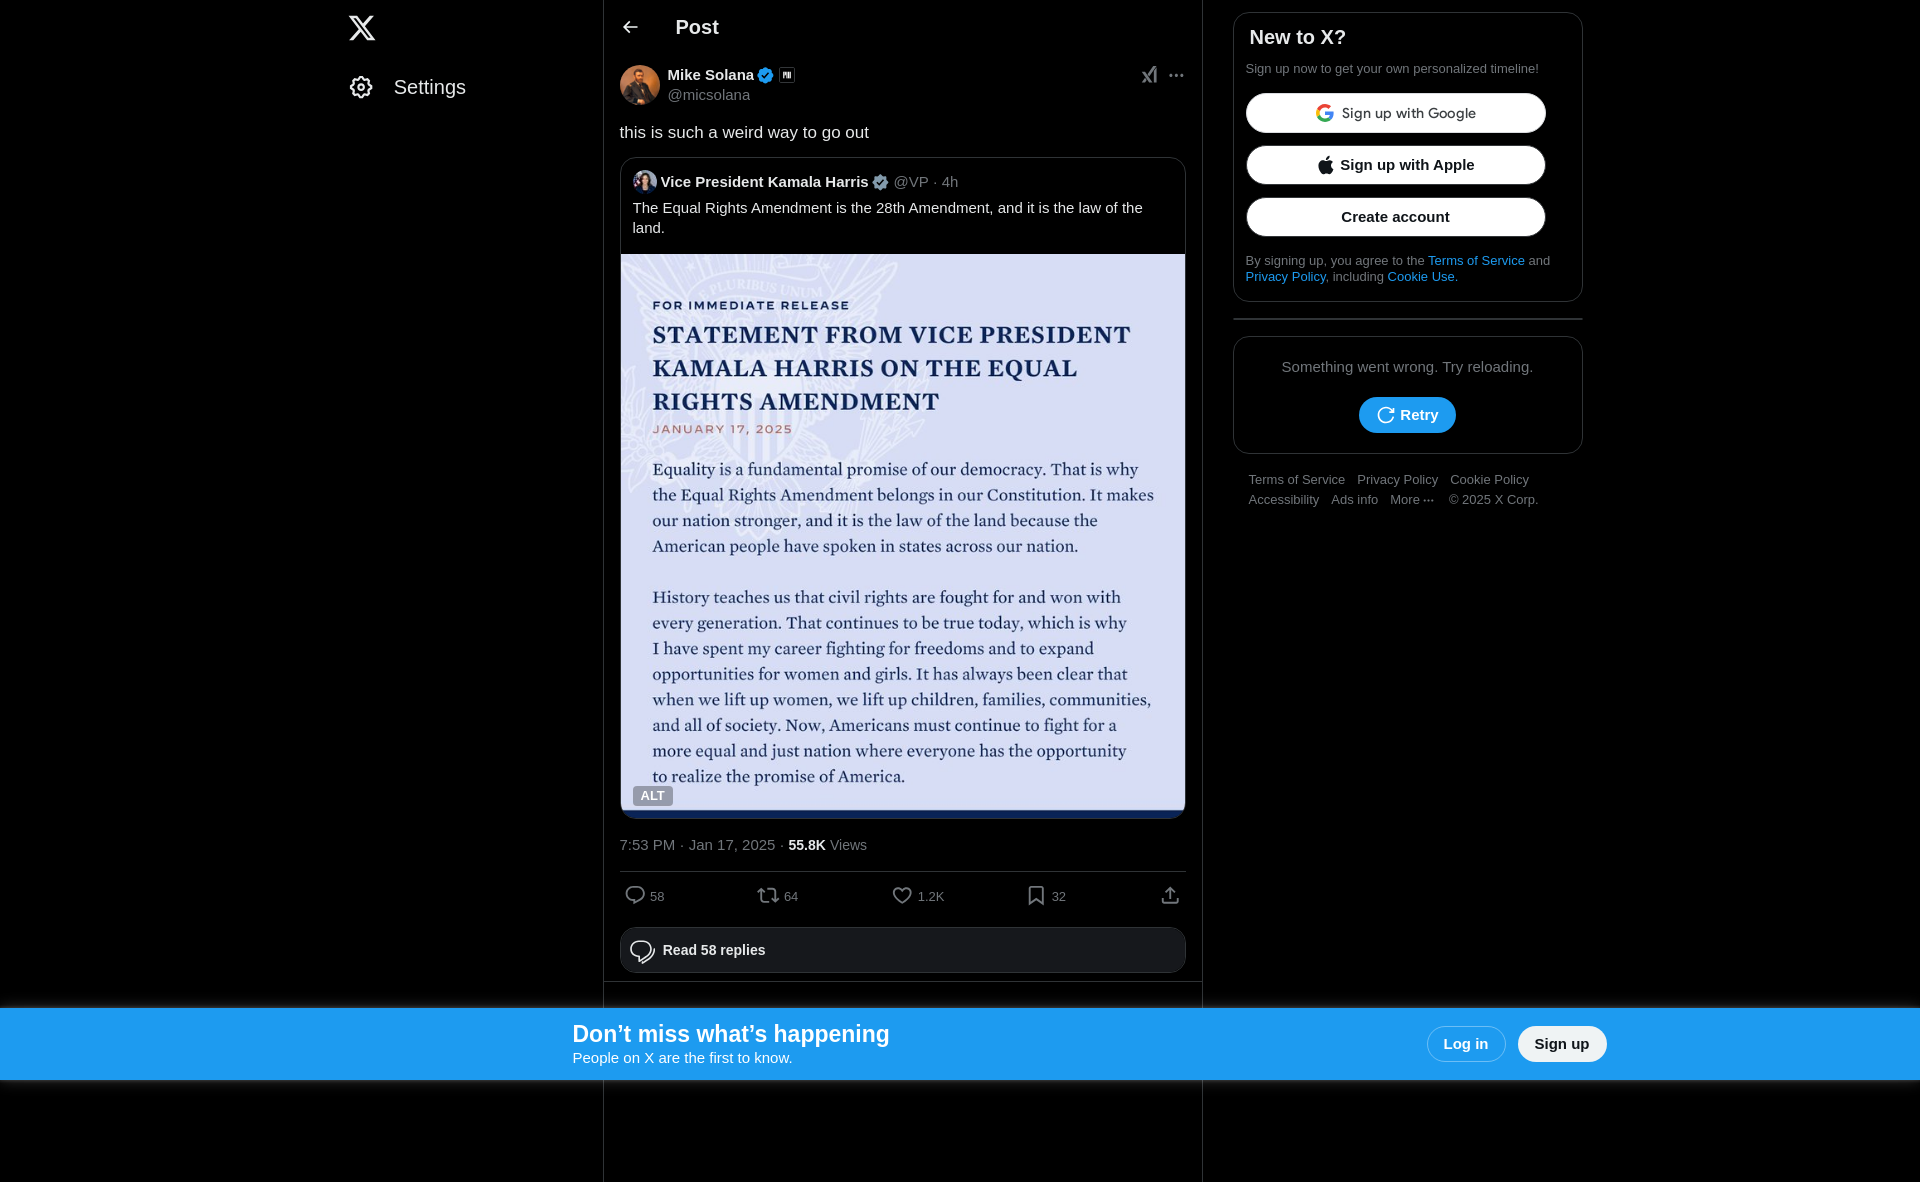 Settings
Post
Mike Solana
@micsolana
this is such a weird way to go out
Vice President Kamala Harris @VP · 4h
The Equal Rights Amendment is the 28th Amendment, and it is the law of the
land.
PLURIBUS UNUM
FOR IMMEDIATE RELEASE
STATEMENT FROM VICE PRESIDENT
KAMALA HARRIS ON THE EQUAL
RIGHTS AMENDMENT
JANUARY 17, 2025
Equality is a fundamental promise of our democracy. That is why
the Equal Rights Amendment belongs in our Constitution. It makes
our nation stronger, and it is the law of the land because the
American people have spoken in states across our nation.
History teaches us that civil rights are fought for and won with
every generation. That continues to be true today, which is why
I have spent my career fighting for freedoms and to expand
opportunities for women and girls. It has always been clear that
when we lift up women, we lift up children, families, communities,
and all of society. Now, Americans must continue to fight for a
more equal and just nation where everyone has the opportunity
to realize the promise of America.
ALT
7:53 PM · Jan 17, 2025 · 55.8K Views
58 64 1.2K 32
Read 58 replies
New to X?
Sign up now to get your own personalized timeline!
Sign up with Google
Sign up with Apple
Create account
By signing up, you agree to the Terms of Service and
Privacy Policy, including Cookie Use.
Something went wrong. Try reloading.
Retry
Terms of Service Privacy Policy Cookie Policy
Accessibility Ads info More ··· © 2025 X Corp.
Don’t miss what’s happening
People on X are the first to know.
Log in
Sign up